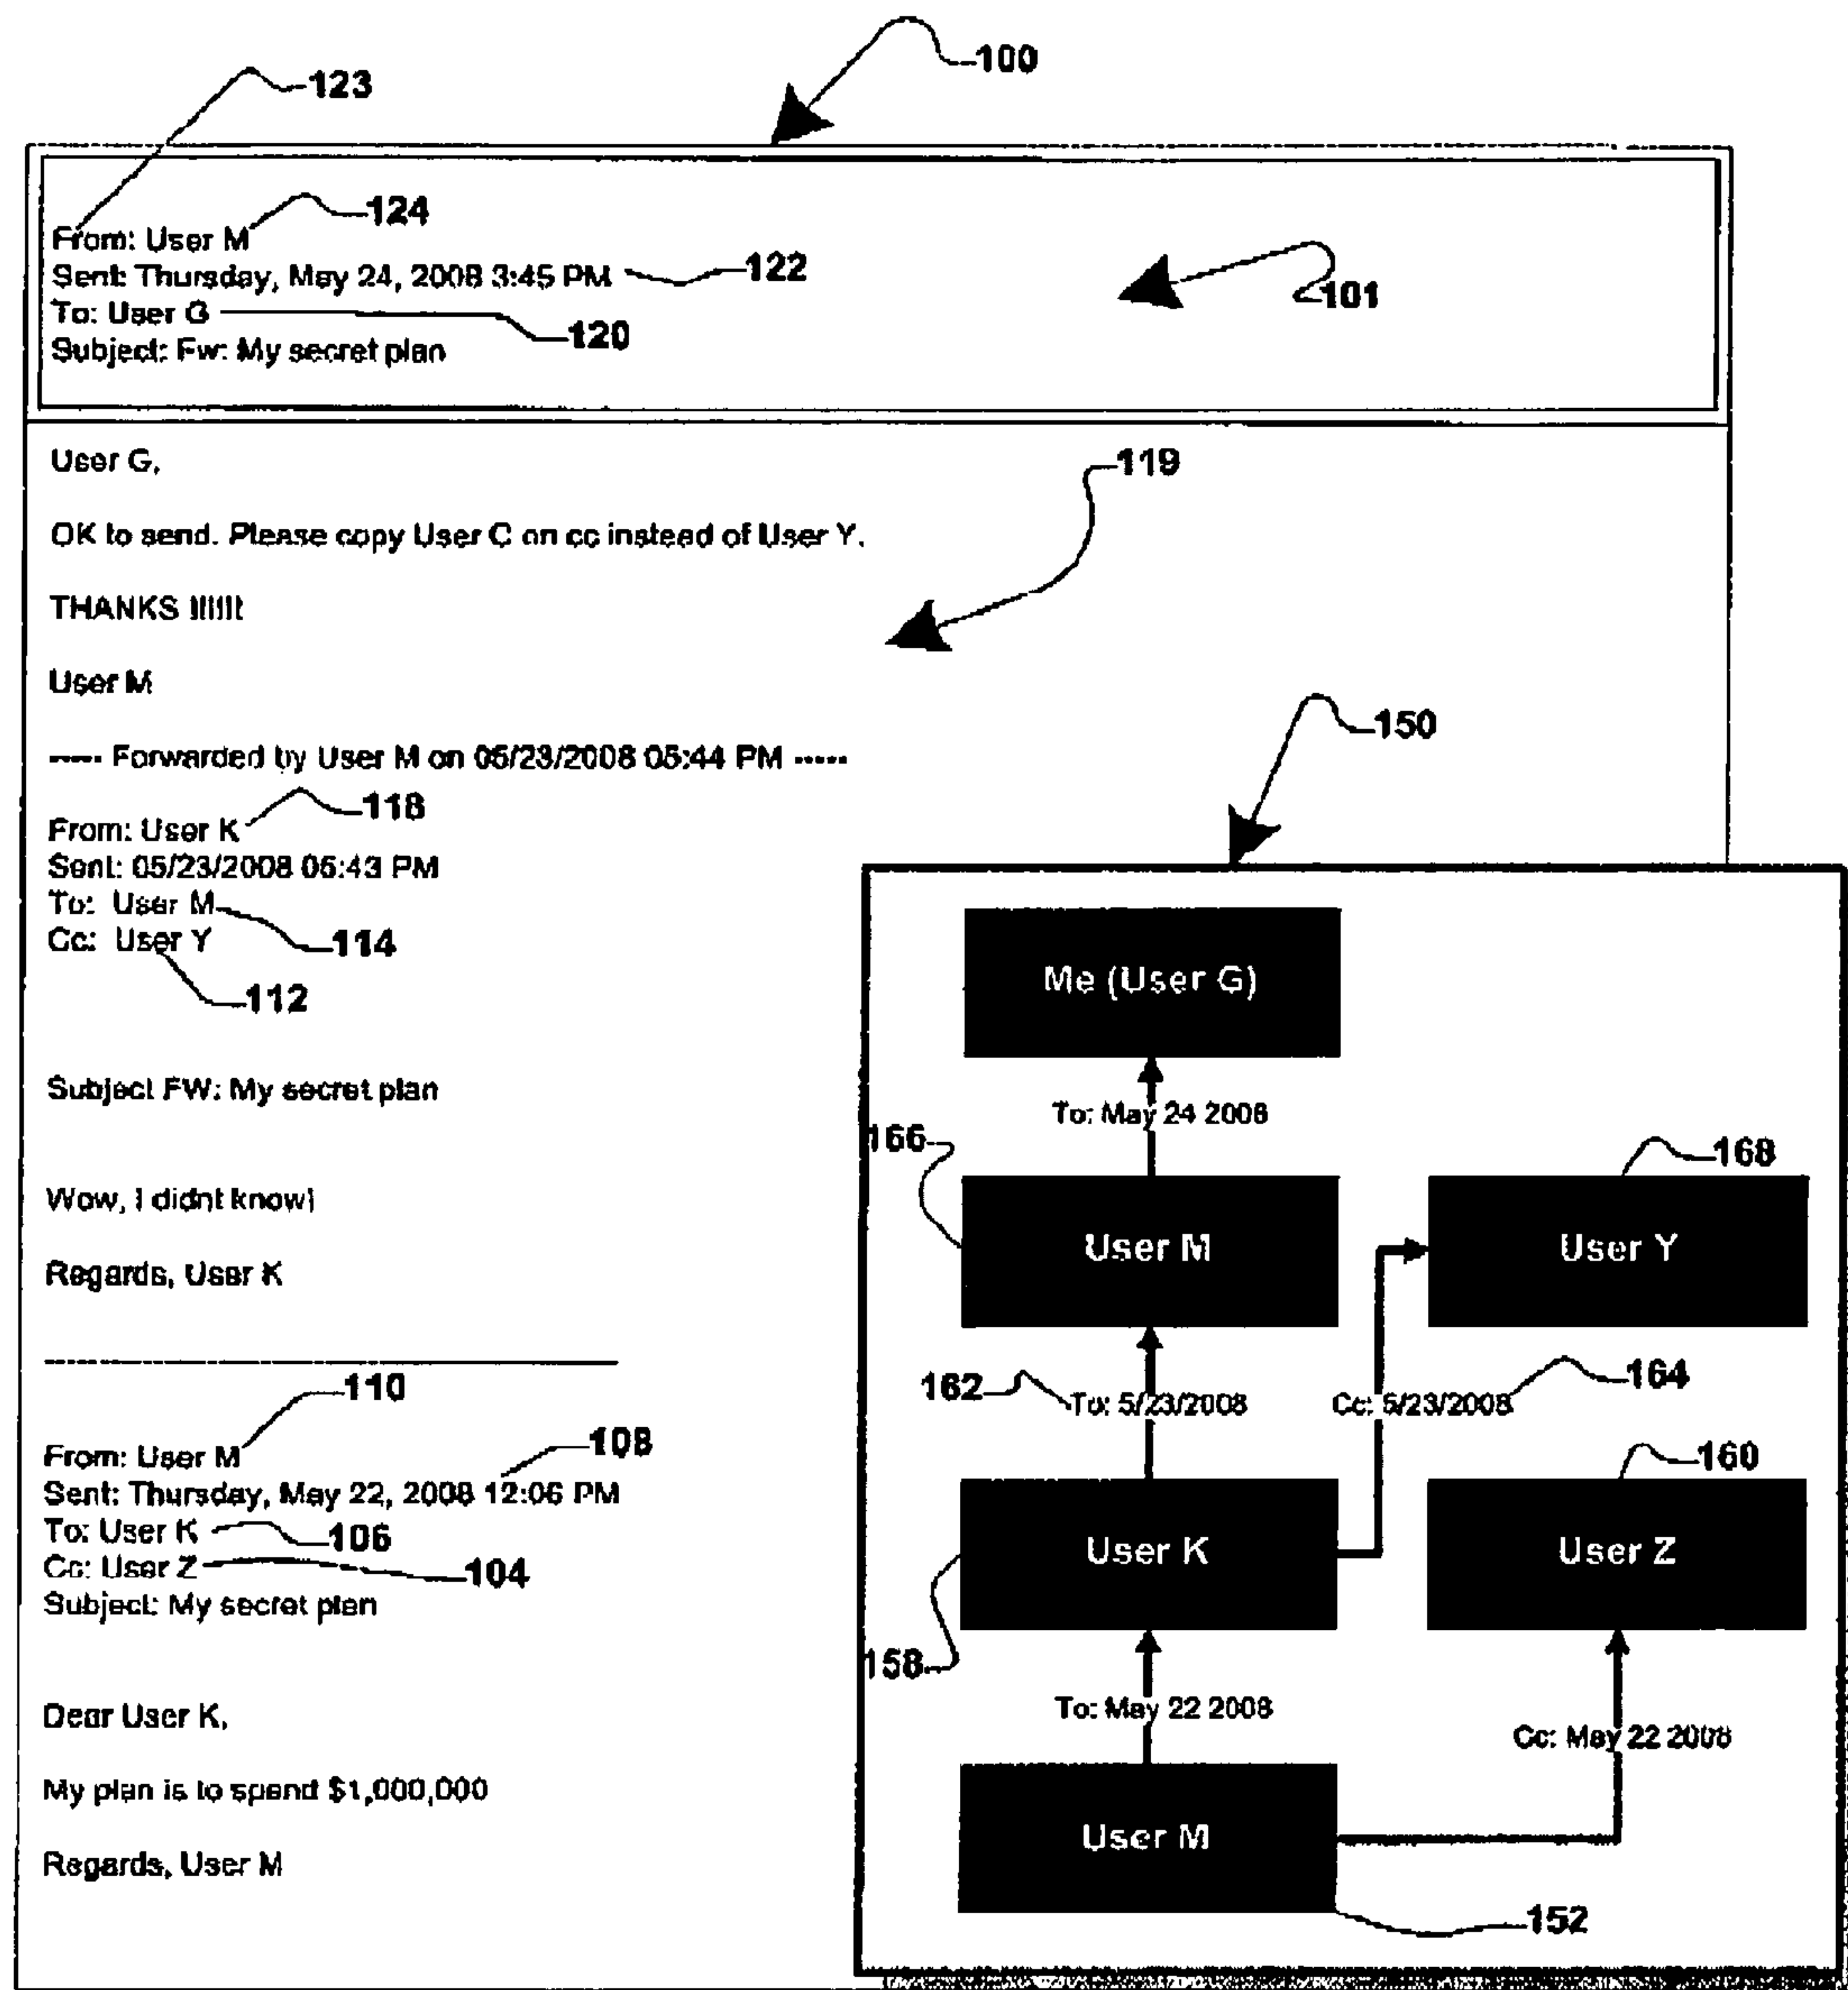 100
123
124
From: User M
Sent: Thursday, May 24, 2008 3:45 PM
122
101
To: User G
120
Subject: Fw: My secret plan
User G,
119
OK to send. Please copy User C on cc instead of User Y.
THANKS !!!!!!!
User M
150
----- Forwarded by User M on 05/23/2008 05:44 PM -----
118
From: User K
Sent: 05/23/2008 05:43 PM
To: User M
114
Cc: User Y
112
Subject FW: My secret plan
Wow, I didnt know!
Regards, User K
110
From: User M
108
Sent: Thursday, May 22, 2008 12:06 PM
To: User K
106
Cc: User Z
104
Subject: My secret plan
Dear User K,
My plan is to spend $1,000,000
Regards, User M
Me (User G)
To: May 24 2008
166
168
User M
User Y
162
To: 5/23/2008
Cc: 5/23/2008
164
160
User K
User Z
158
To: May 22 2008
Cc: May 22 2008
User M
152